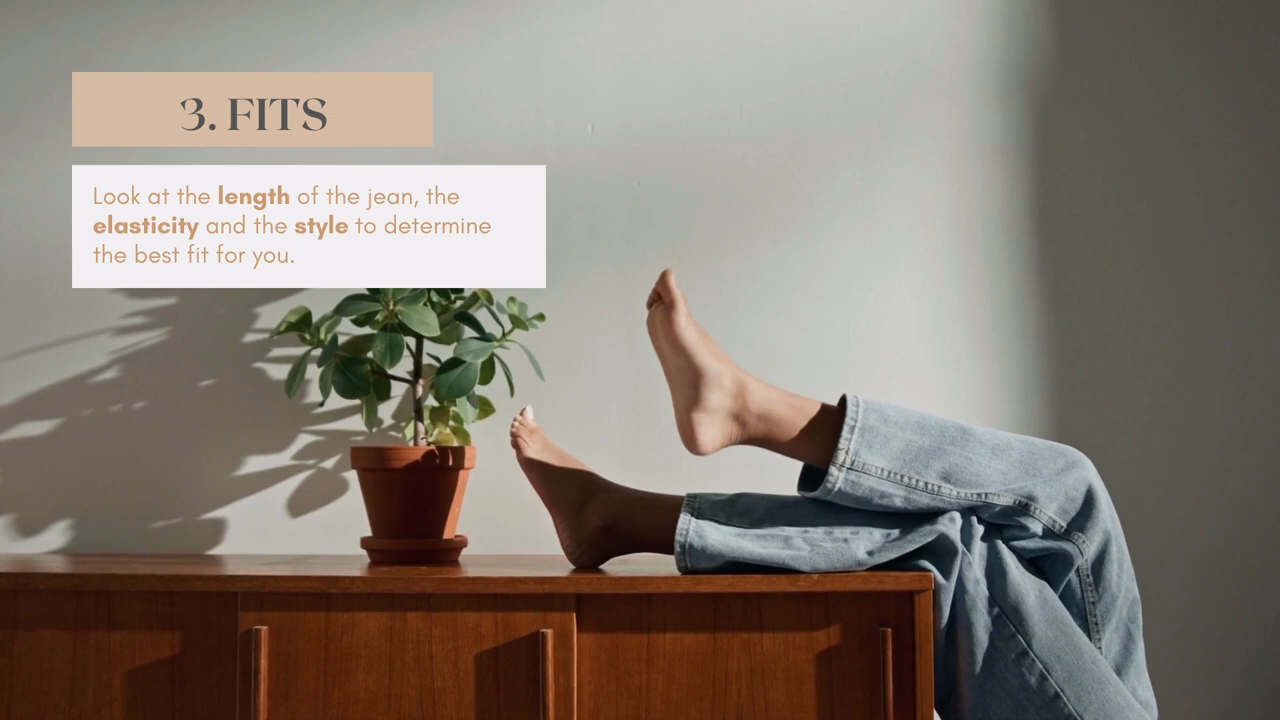 3. FITS
Look at the length of the jean, the
elasticity and the style to determine
the best fit for you.